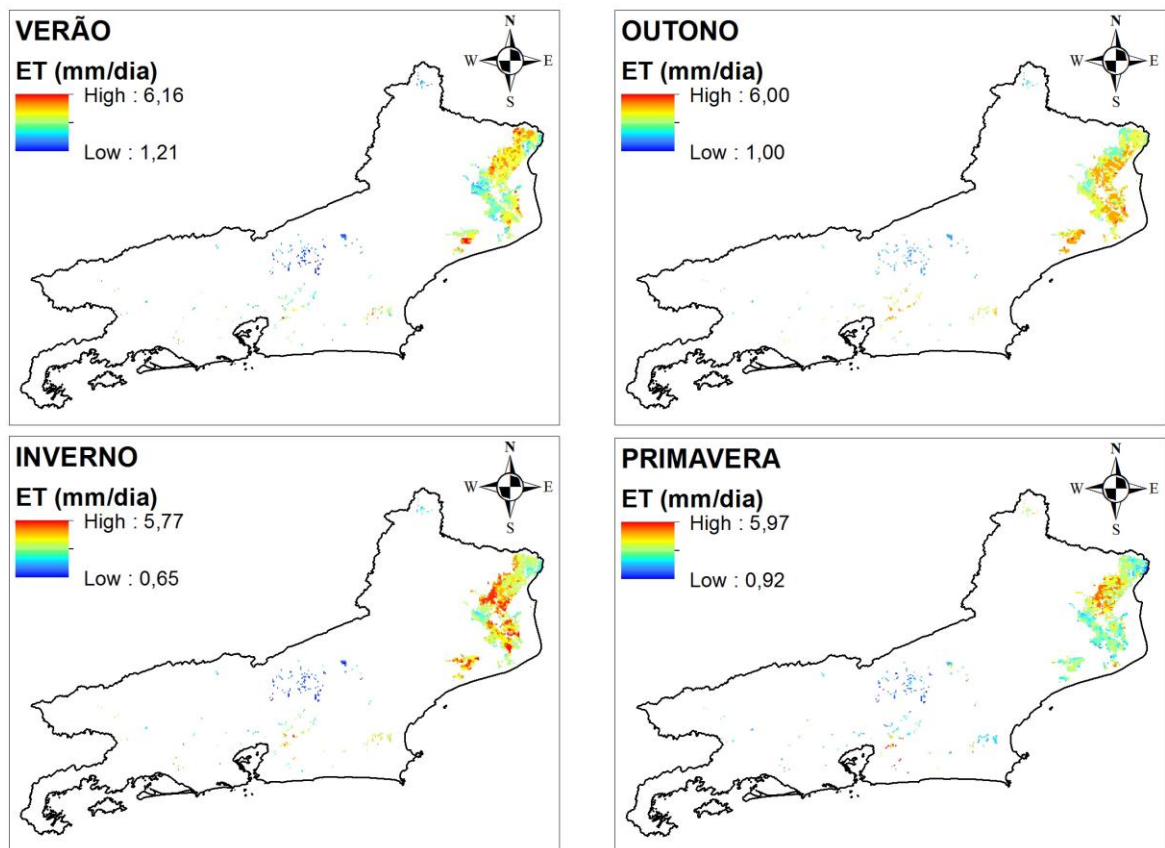 VERÃO
ET (mm/dia)
High : 6,16
Low : 1,21
N
W
E
S
OUTONO
ET (mm/dia)
High : 6,00
Low : 1,00
N
W
E
S
INVERNO
ET (mm/dia)
High : 5,77
Low : 0,65
N
W
E
S
PRIMAVERA
ET (mm/dia)
High : 5,97
Low : 0,92
N
W
E
S